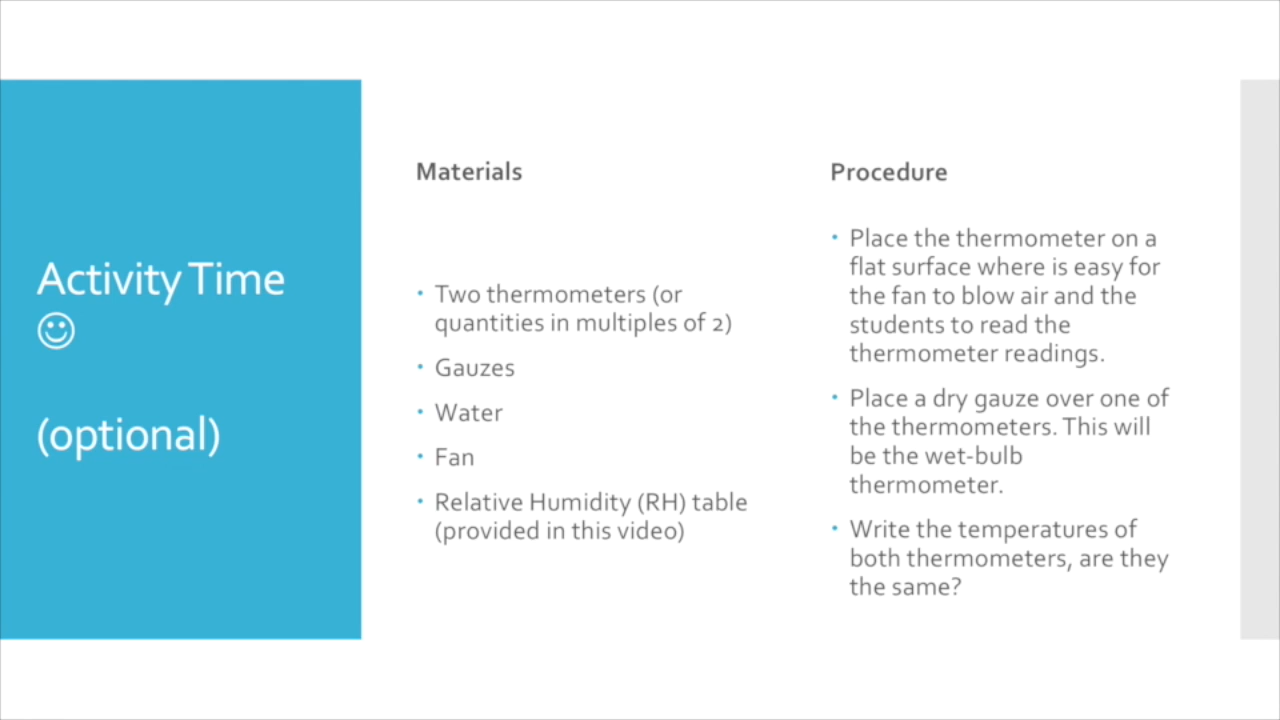 Activity Time
☺
(optional)
Materials
• Two thermometers (or
quantities in multiples of 2)
• Gauzes
• Water
• Fan
• Relative Humidity (RH) table
(provided in this video)
Procedure
• Place the thermometer on a
flat surface where is easy for
the fan to blow air and the
students to read the
thermometer readings.
• Place a dry gauze over one of
the thermometers. This will
be the wet-bulb
thermometer.
• Write the temperatures of
both thermometers, are they
the same?